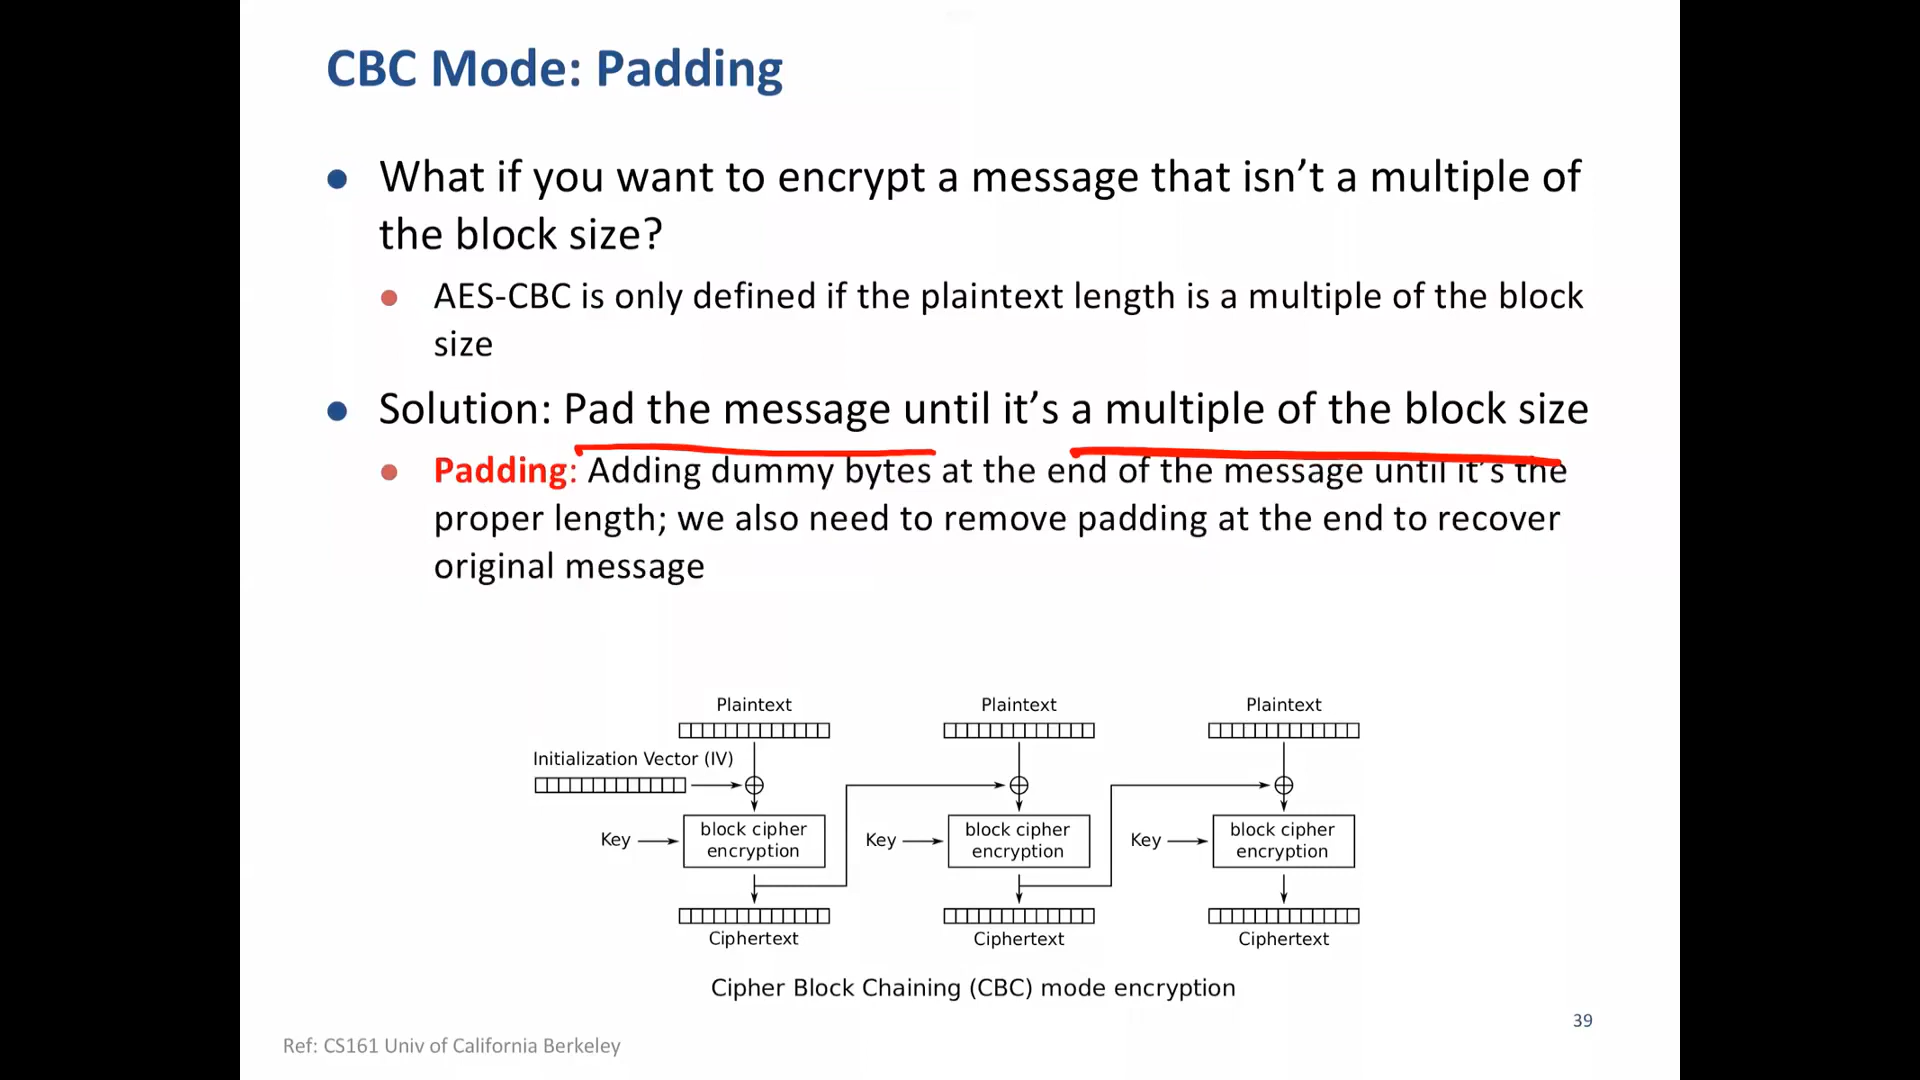 CBC Mode: Padding
What if you want to encrypt a message that isn’t a multiple of
the block size?
AES-CBC is only defined if the plaintext length is a multiple of the block
size
Solution: Pad the message until it’s a multiple of the block size
Padding: Adding dummy bytes at the end of the message until it’s the
proper length; we also need to remove padding at the end to recover
original message
Plaintext Plaintext Plaintext
Initialization Vector (IV)
Key block cipher encryption Key block cipher encryption Key block cipher encryption
Ciphertext Ciphertext Ciphertext
Cipher Block Chaining (CBC) mode encryption
39
Ref: CS161 Univ of California Berkeley